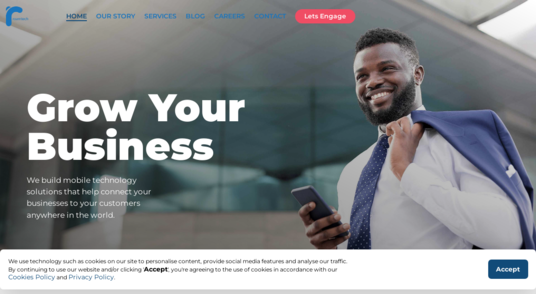 HOME OUR STORY SERVICES BLOG CAREERS CONTACT Lets Engage
Grow Your
Business
We build mobile technology
solutions that help connect your
businesses to your customers
anywhere in the world.
We use technology such as cookies on our site to personalise content, provide social media features and analyse our traffic.
By continuing to use our website and/or clicking 'Accept', you're agreeing to the use of cookies in accordance with our
Cookies Policy and Privacy Policy.
Accept